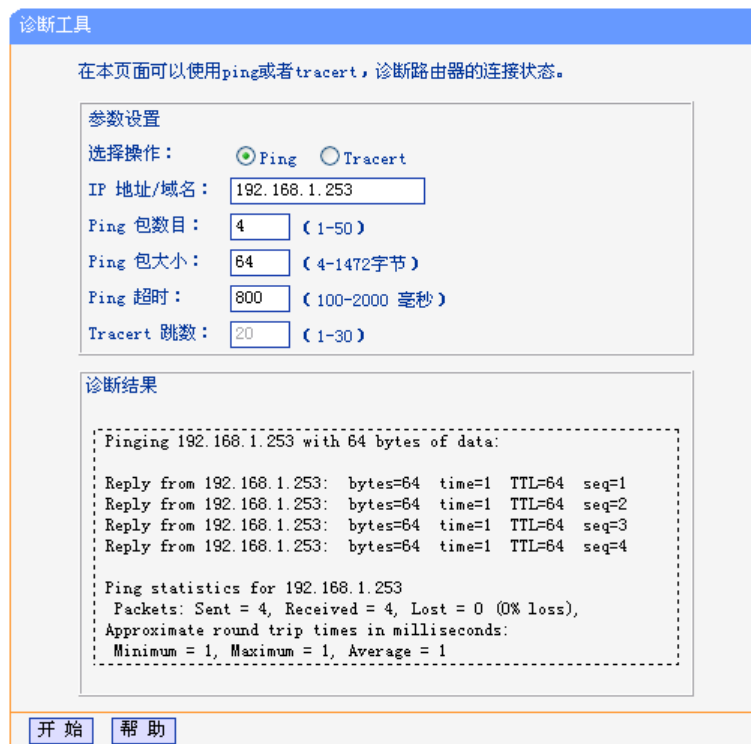 诊断工具
在本页面可以使用ping或者tracert，诊断路由器的连接状态。
参数设置
选择操作： Ping Tracert
IP 地址/域名： 192.168.1.253
Ping 包数目： 4 （1-50）
Ping 包大小： 64 （4-1472字节）
Ping 超时： 800 （100-2000 毫秒）
Tracert 跳数： 20 （1-30）
诊断结果
Pinging 192.168.1.253 with 64 bytes of data:
Reply from 192.168.1.253: bytes=64 time=1 TTL=64 seq=1
Reply from 192.168.1.253: bytes=64 time=1 TTL=64 seq=2
Reply from 192.168.1.253: bytes=64 time=1 TTL=64 seq=3
Reply from 192.168.1.253: bytes=64 time=1 TTL=64 seq=4
Ping statistics for 192.168.1.253
Packets: Sent = 4, Received = 4, Lost = 0 (0% loss),
Approximate round trip times in milliseconds:
Minimum = 1, Maximum = 1, Average = 1
开 始 帮 助